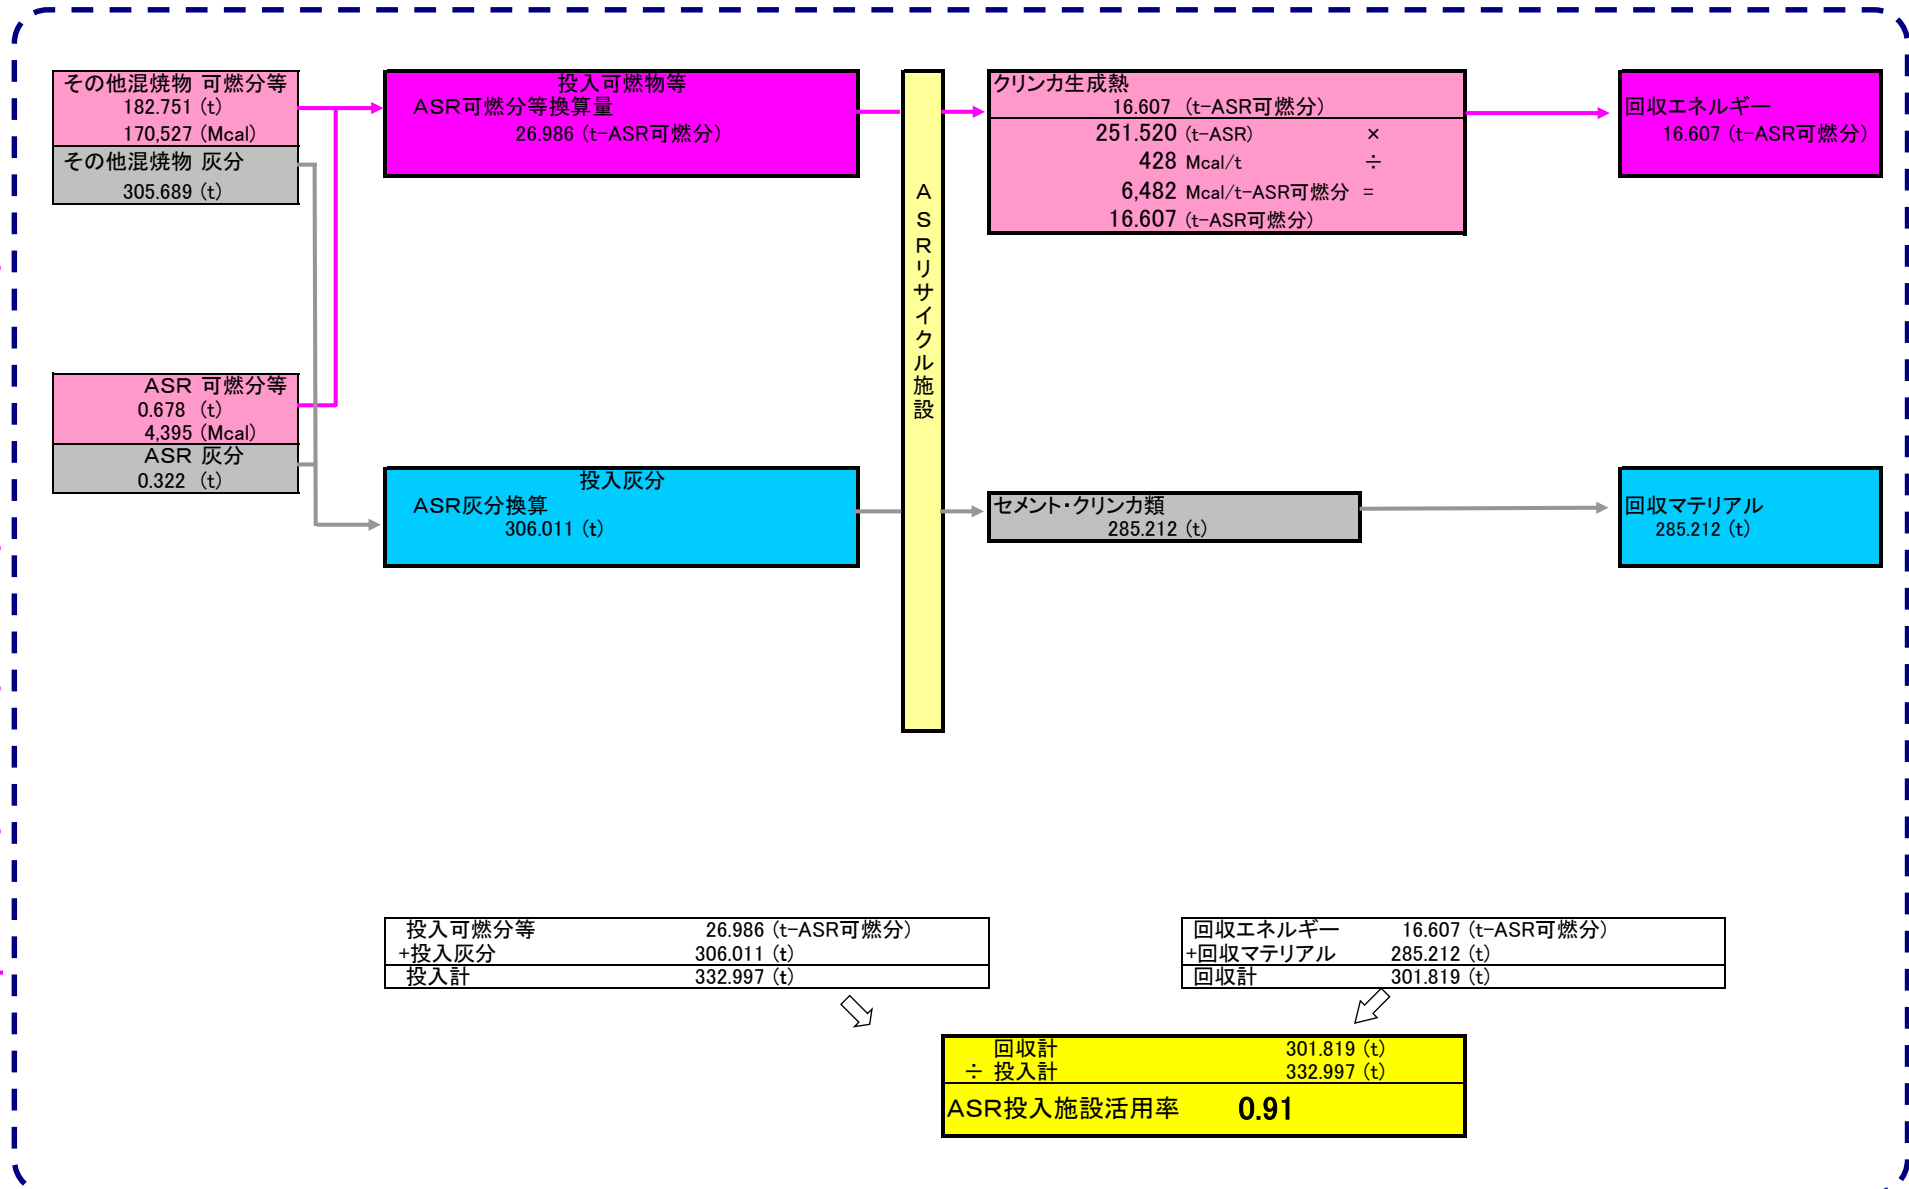 その他混焼物 可燃分等
182.751 (t)
170,527 (Mcal)
その他混焼物 灰分
305.689 (t)
ASR 可燃分等
0.678 (t)
4,395 (Mcal)
ASR 灰分
0.322 (t)
投入可燃物等
ASR可燃分等換算量
26.986 (t-ASR可燃分)
投入灰分
ASR灰分換算
306.011 (t)
ASRリサイクル施設
クリンカ生成熱
16.607 (t-ASR可燃分)
251.520 (t-ASR) ×
428 Mcal/t ÷
6,482 Mcal/t-ASR可燃分 =
16.607 (t-ASR可燃分)
セメント・クリンカ類
285.212 (t)
回収エネルギー
16.607 (t-ASR可燃分)
回収マテリアル
285.212 (t)
投入可燃分等 26.986 (t-ASR可燃分)
+投入灰分 306.011 (t)
投入計 332.997 (t)
回収エネルギー 16.607 (t-ASR可燃分)
+回収マテリアル 285.212 (t)
回収計 301.819 (t)
回収計 301.819 (t)
÷ 投入計 332.997 (t)
ASR投入施設活用率 0.91